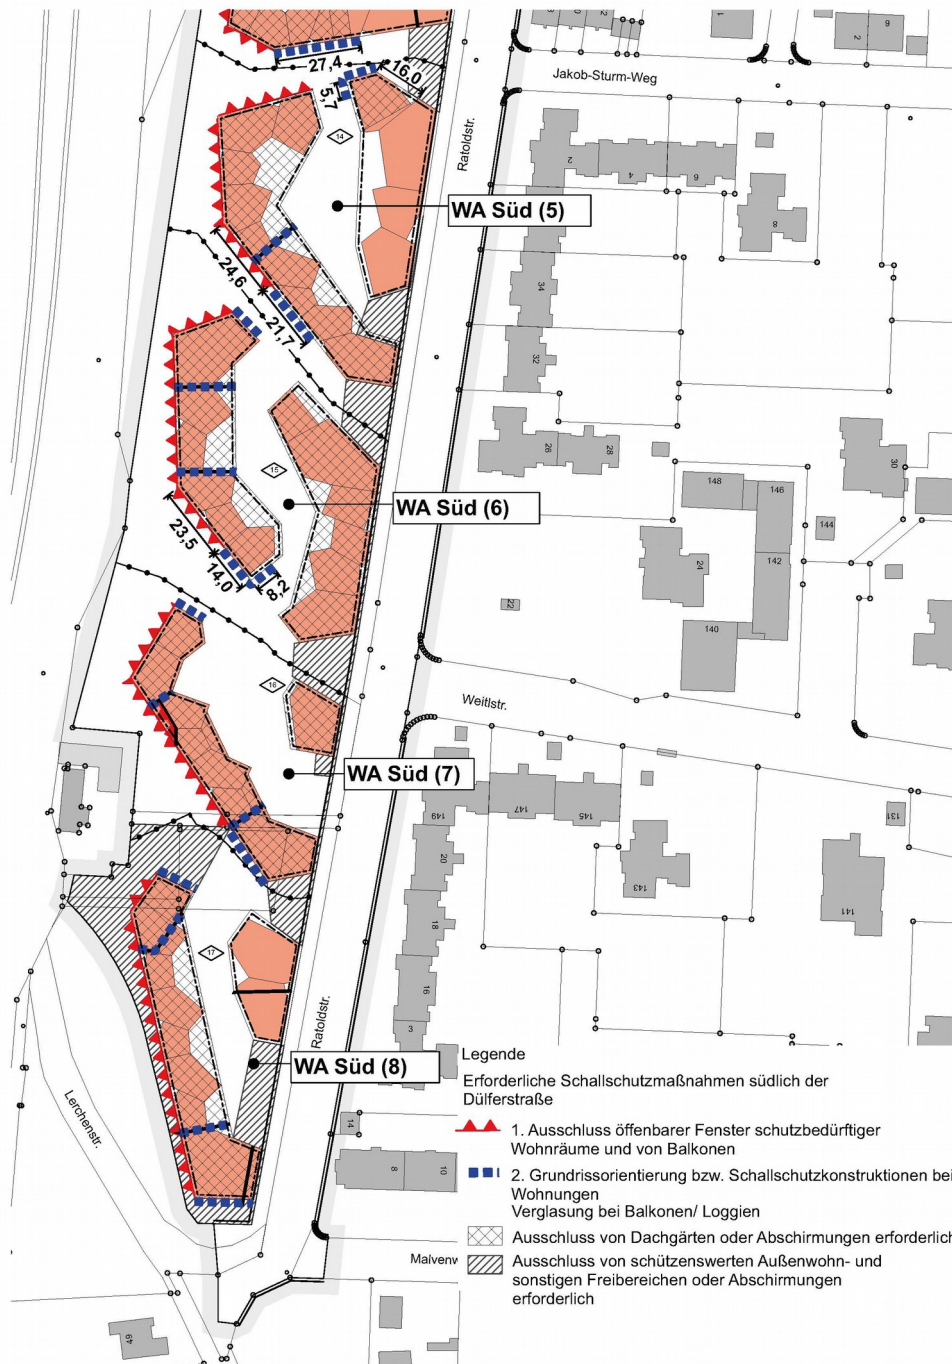 27,4
16,0
5,7
14
Jakob-Sturm-Weg
Ratoldstr.
1
2
9
12
2
4
6
8
WA Süd (5)
24,6
21,7
34
32
26
28
30
15
WA Süd (6)
148
146
144
142
24
22
140
23,5
14,0
8,2
16
Weitlstr.
WA Süd (7)
149
147
145
131
20
143
141
18
17
16
3
Ratoldstr.
WA Süd (8)
Lerchenstr.
14
8
10
Malvenw
49
Legende
Erforderliche Schallschutzmaßnahmen südlich der
Dülferstraße
1. Ausschluss öffenbarer Fenster schutzbedürftiger
Wohnräume und von Balkonen
2. Grundrissorientierung bzw. Schallschutzkonstruktionen bei
Wohnungen
Verglasung bei Balkonen/ Loggien
Ausschluss von Dachgärten oder Abschirmungen erforderlich
Ausschluss von schützenswerten Außenwohn- und
sonstigen Freibereichen oder Abschirmungen
erforderlich